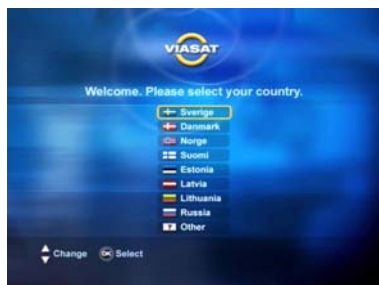 VIASAT
Welcome. Please select your country.
Sverige
Danmark
Norge
Suomi
Estonia
Latvia
Lithuania
Russia
? Other
Change OK Select